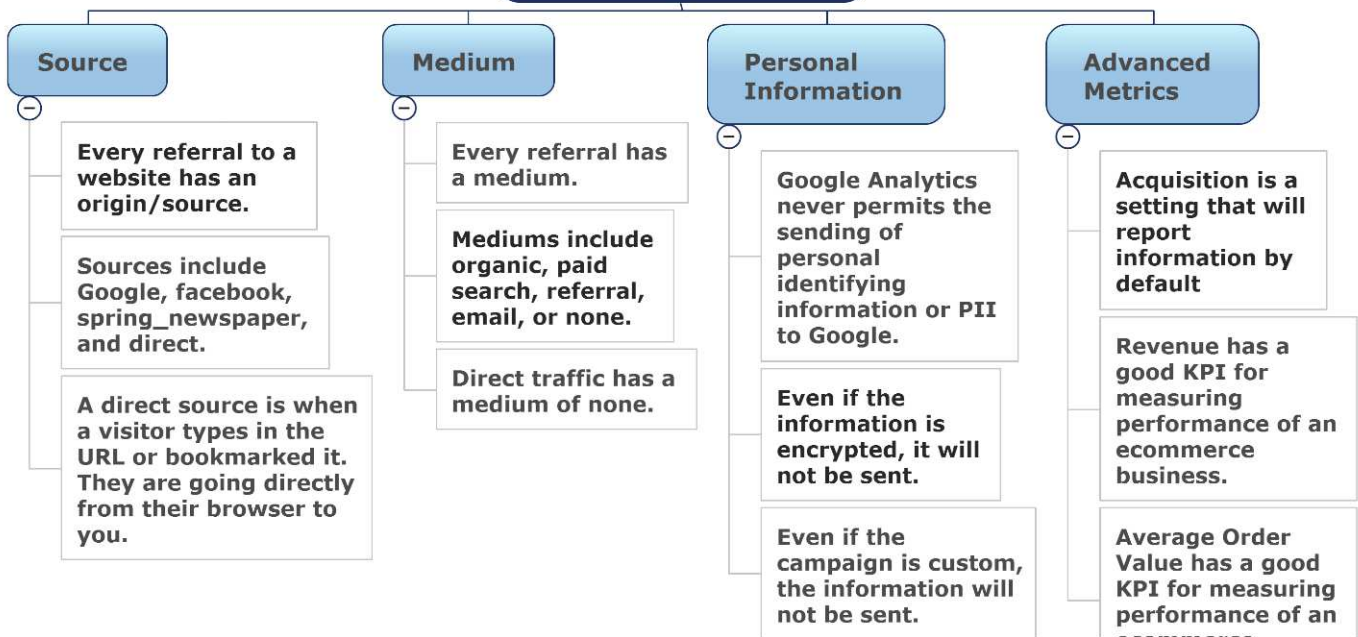 Source
Every referral to a
website has an
origin/source.
Sources include
Google, facebook,
spring_newspaper,
and direct.
A direct source is when
a visitor types in the
URL or bookmarked it.
They are going directly
from their browser to
you.
Medium
Every referral has
a medium.
Mediums include
organic, paid
search, referral,
email, or none.
Direct traffic has a
medium of none.
Personal
Information
Google Analytics
never permits the
sending of
personal
identifying
information or PII
to Google.
Even if the
information is
encrypted, it will
not be sent.
Even if the
campaign is custom,
the information will
not be sent.
Advanced
Metrics
Acquisition is a
setting that will
report
information by
default
Revenue has a
good KPI for
measuring
performance of an
ecommerce
business.
Average Order
Value has a good
KPI for measuring
performance of an